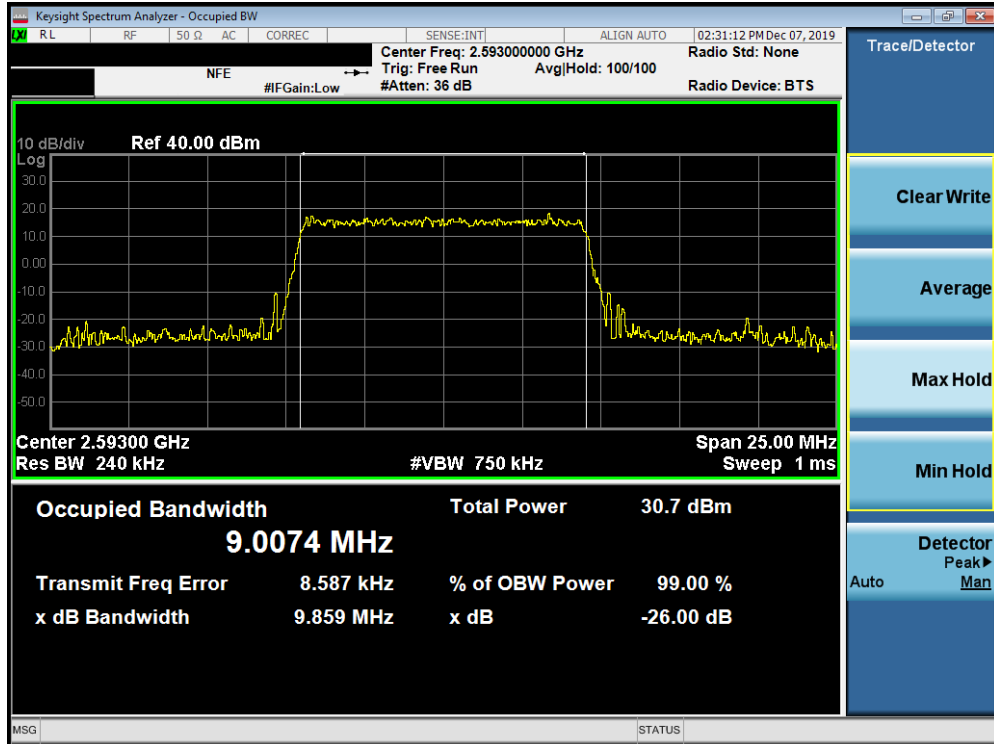 Keysight Spectrum Analyzer - Occupied BW
LXI RL RF 50 Ω AC CORREC SENSE:INT ALIGN AUTO 02:31:12 PM Dec 07, 2019
Center Freq: 2.593000000 GHz Radio Std: None
NFE Trig: Free Run Avg|Hold: 100/100
#IFGain:Low #Atten: 36 dB Radio Device: BTS
10 dB/div Ref 40.00 dBm
Log
30.0
20.0
10.0
0.00
-10.0
-20.0
-30.0
-40.0
-50.0
Center 2.59300 GHz Span 25.00 MHz
Res BW 240 kHz #VBW 750 kHz Sweep 1 ms
Occupied Bandwidth Total Power 30.7 dBm
9.0074 MHz
Transmit Freq Error 8.587 kHz % of OBW Power 99.00 %
x dB Bandwidth 9.859 MHz x dB -26.00 dB
MSG STATUS
Trace/Detector
Clear Write
Average
Max Hold
Min Hold
Detector
Peak▶
Auto Man